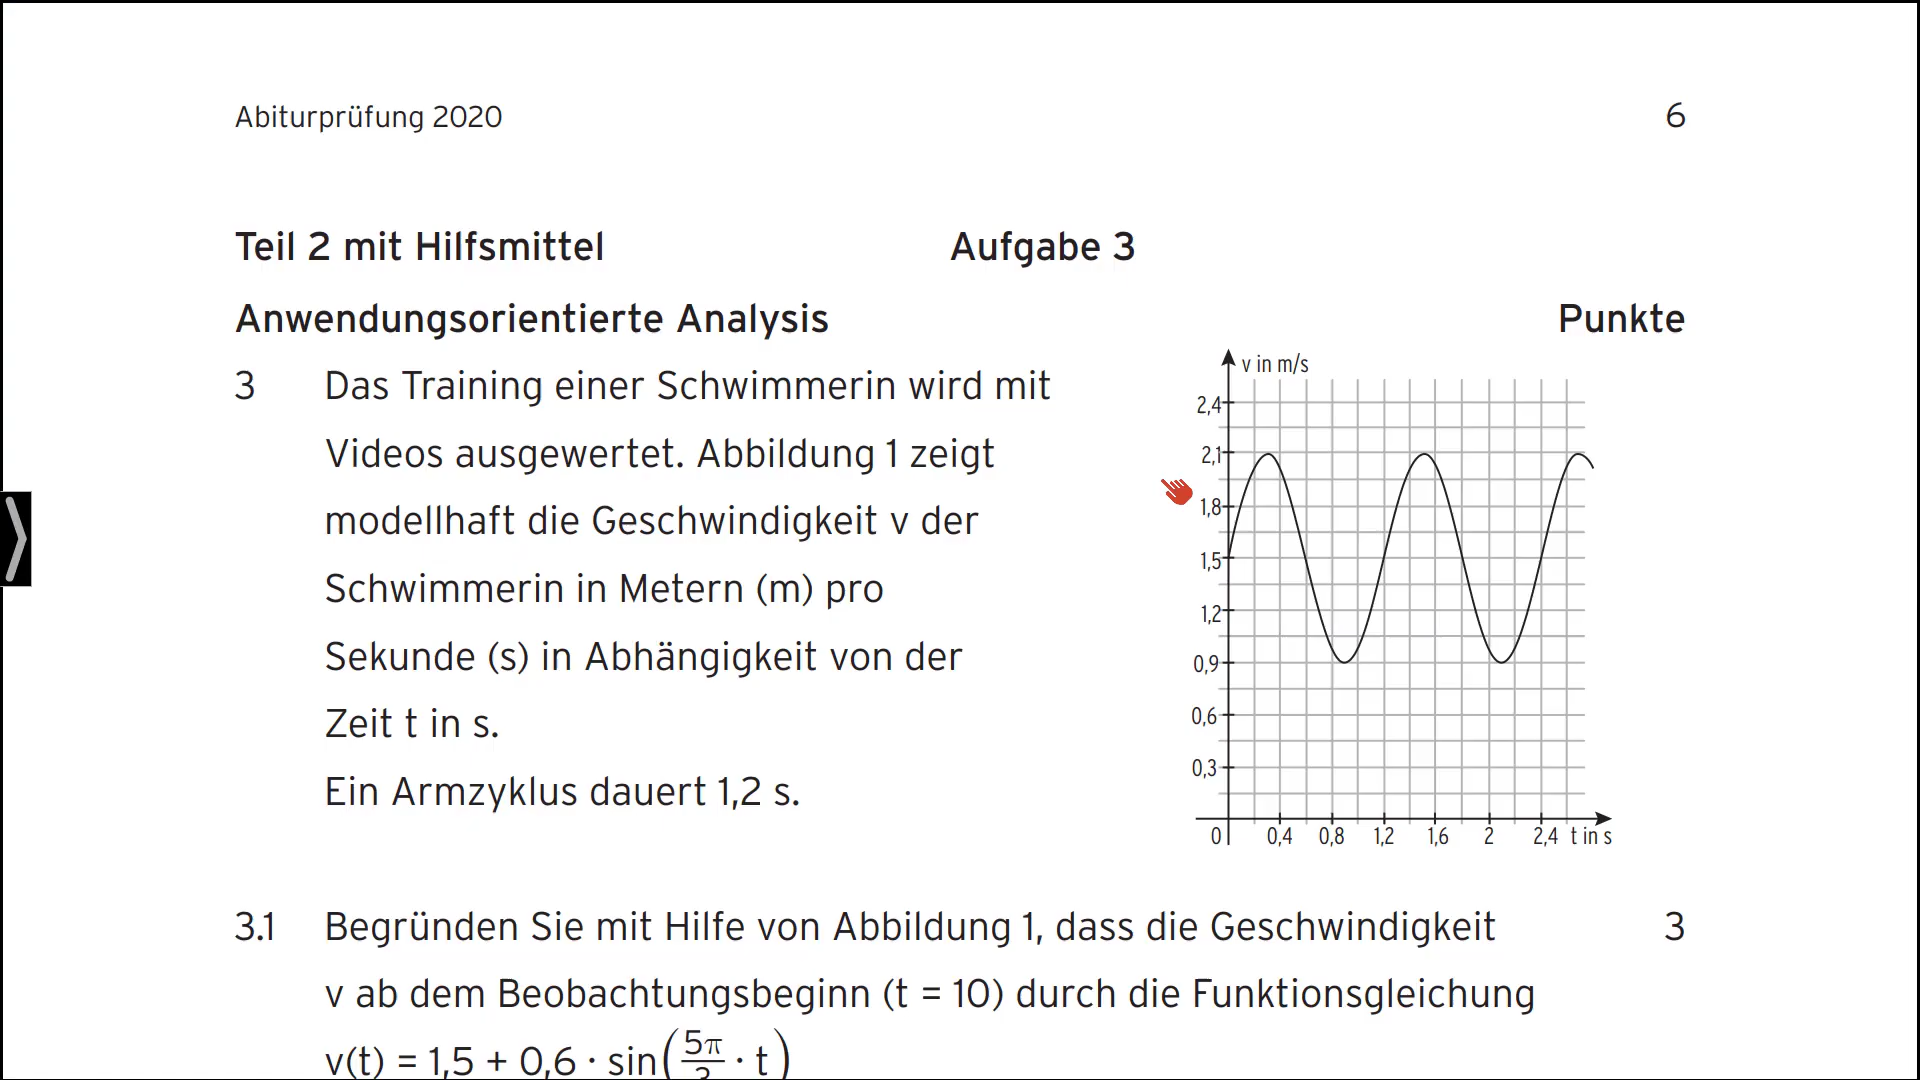 Abiturprüfung 2020
6
Teil 2 mit Hilfsmittel
Aufgabe 3
Anwendungsorientierte Analysis
Punkte
3 Das Training einer Schwimmerin wird mit
Videos ausgewertet. Abbildung 1 zeigt
modellhaft die Geschwindigkeit v der
Schwimmerin in Metern (m) pro
Sekunde (s) in Abhängigkeit von der
Zeit t in s.
Ein Armzyklus dauert 1,2 s.
v in m/s
2,4
2,1
1,8
1,5
1,2
0,9
0,6
0,3
0 0,4 0,8 1,2 1,6 2 2,4 t in s
3.1 Begründen Sie mit Hilfe von Abbildung 1, dass die Geschwindigkeit 3
v ab dem Beobachtungsbeginn (t = 10) durch die Funktionsgleichung
v(t) = 1,5 + 0,6 · sin(5π/3 · t)